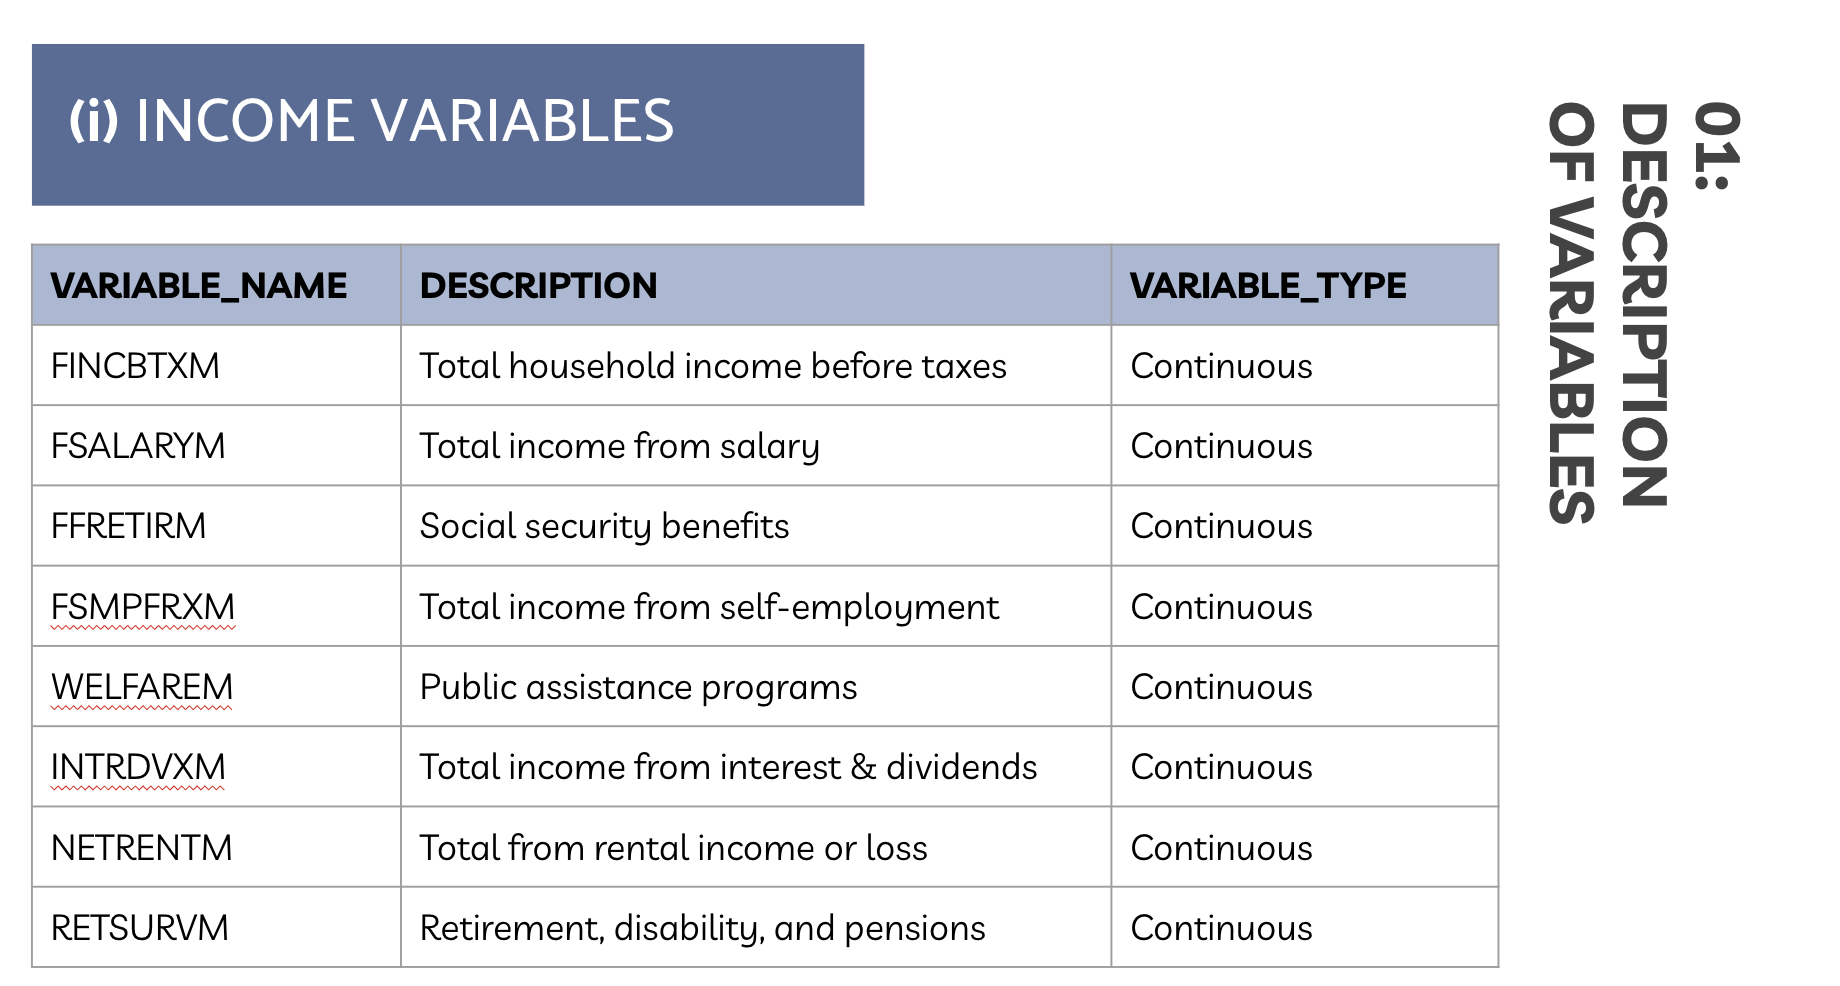 (i) INCOME VARIABLES
01:
DESCRIPTION
OF VARIABLES
VARIABLE_NAME DESCRIPTION VARIABLE_TYPE
FINCBTXM Total household income before taxes Continuous
FSALARYM Total income from salary Continuous
FFRETIRM Social security benefits Continuous
FSMPFRXM Total income from self-employment Continuous
WELFAREM Public assistance programs Continuous
INTRDVXM Total income from interest & dividends Continuous
NETRENTM Total from rental income or loss Continuous
RETSURVM Retirement, disability, and pensions Continuous